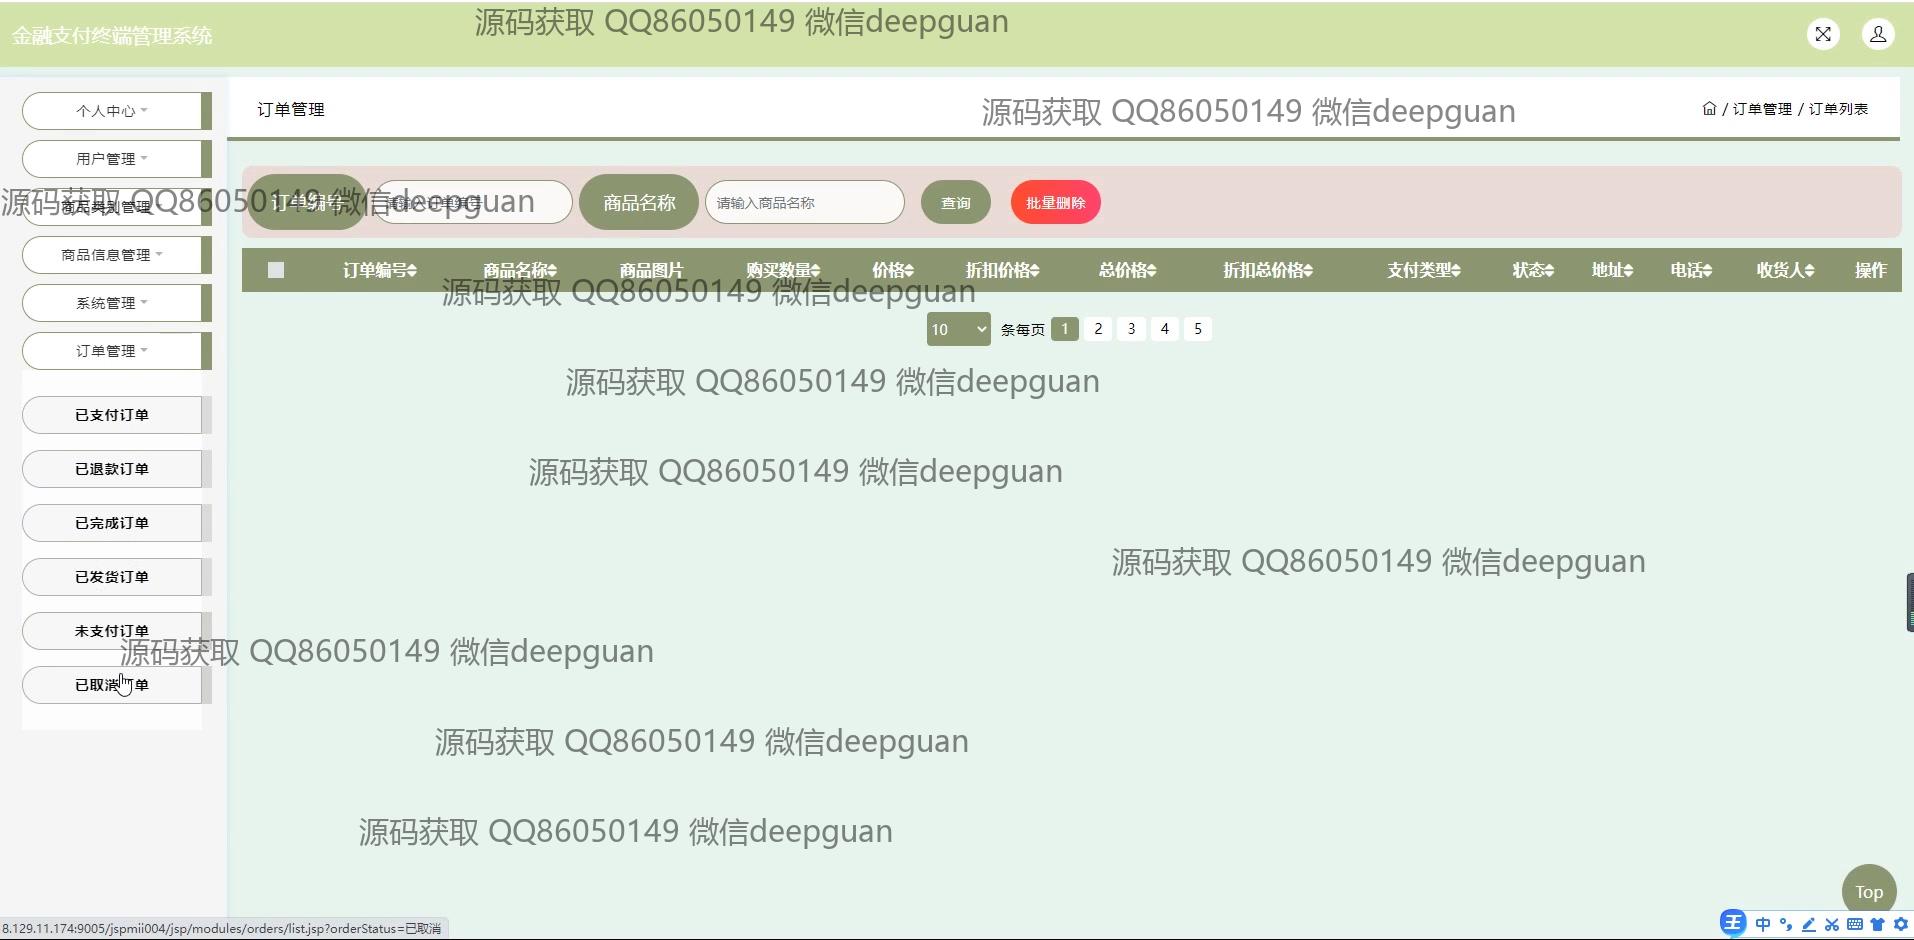 源码获取 QQ86050149 微信deepguan
金融支付终端管理系统
个人中心
订单管理
源码获取 QQ86050149 微信deepguan
/ 订单管理 / 订单列表
用户管理
源码获取 QQ86050149 微信deepguan
商品类别管理
订单编号
请输入订单编号
商品名称
请输入商品名称
查询
批量删除
商品信息管理
订单编号 商品名称 商品图片 购买数量 价格 折扣价格 总价格 折扣总价格 支付类型 状态 地址 电话 收货人 操作
源码获取 QQ86050149 微信deepguan
系统管理
10 条每页 1 2 3 4 5
订单管理
源码获取 QQ86050149 微信deepguan
已支付订单
已退款订单
源码获取 QQ86050149 微信deepguan
已完成订单
源码获取 QQ86050149 微信deepguan
已发货订单
未支付订单
源码获取 QQ86050149 微信deepguan
已取消订单
源码获取 QQ86050149 微信deepguan
源码获取 QQ86050149 微信deepguan
Top
8.129.11.174:9005/jspmii004/jsp/modules/orders/list.jsp?orderStatus=已取消
王 中